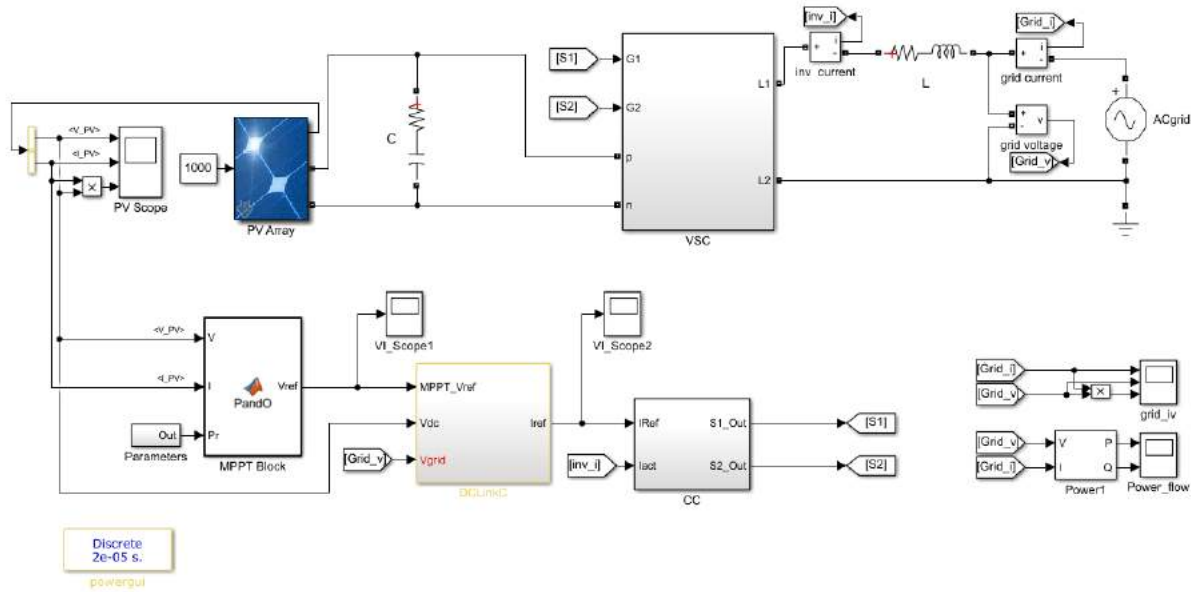 [inv_i]
[Grid_i]
i
+
-
inv_current
L
i
+
-
grid current
[S1]
G1
[S2]
G2
L1
p
n
L2
VSC
+
-
v
grid voltage
[Grid_v]
+
ACgrid
<V_PV>
<I_PV>
×
PV Scope
1000
PV Array
C
<V_PV>
V
<I_PV>
I
PandO
Vref
Out
Parameters
Pr
MPPT Block
VI_Scope1
VI_Scope2
MPPT_Vref
Vdc
[Grid_v]
Vgrid
Iref
DCLinkC
IRef
[inv_i]
Iact
S1_Out
S2_Out
CC
[S1]
[S2]
[Grid_i]
[Grid_v]
×
grid_iv
[Grid_v]
V
P
[Grid_i]
I
Q
Power1
Power_flow
Discrete
2e-05 s.
powergui